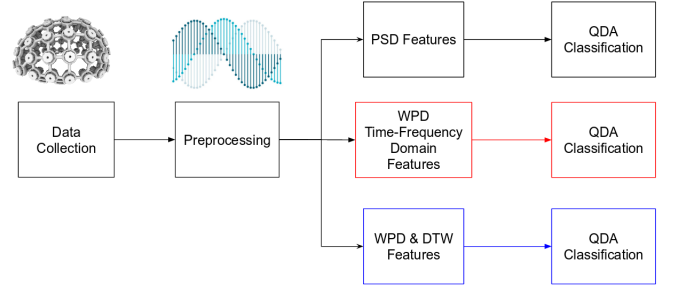 PSD Features
QDA
Classification
Data
Collection
Preprocessing
WPD
Time-Frequency
Domain
Features
QDA
Classification
WPD & DTW
Features
QDA
Classification